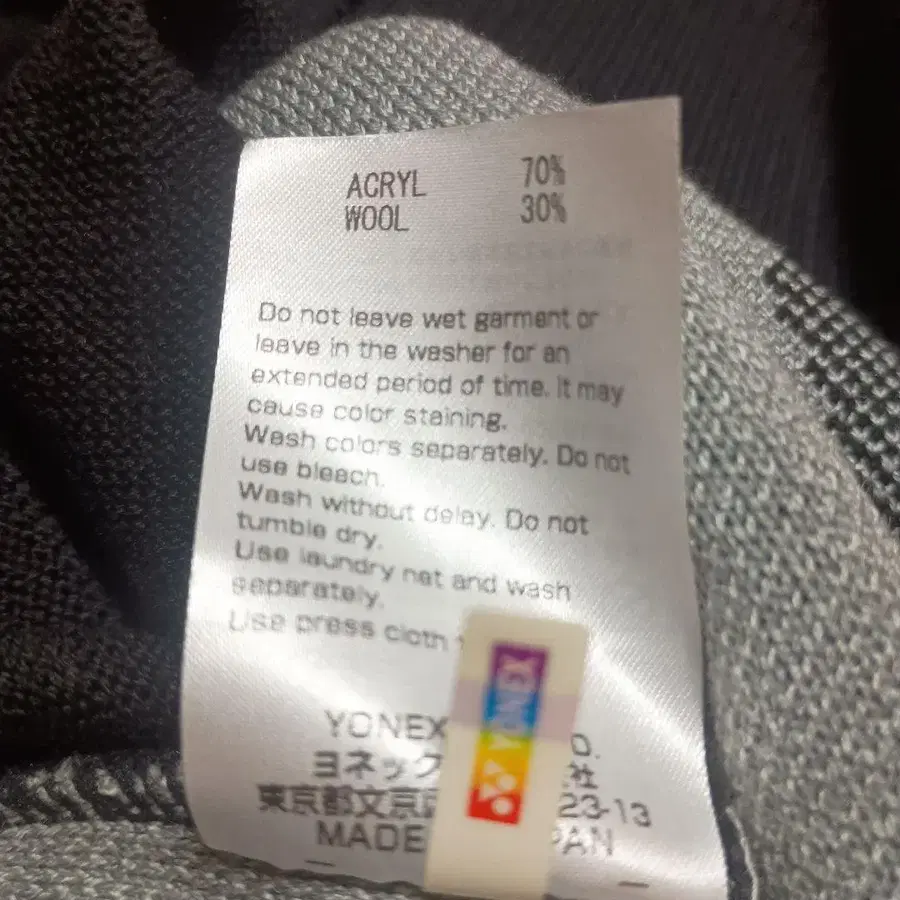 ACRYL 70%
WOOL 30%
Do not leave wet garment or
leave in the washer for an
extended period of time. It may
cause color staining.
Wash colors separately. Do not
use bleach.
Wash without delay. Do not
tumble dry.
Use laundry net and wash
separately.
Use press cloth
YONEX
YONEX O.
ヨネック 社
東京都文京 23-13
MADE PAN